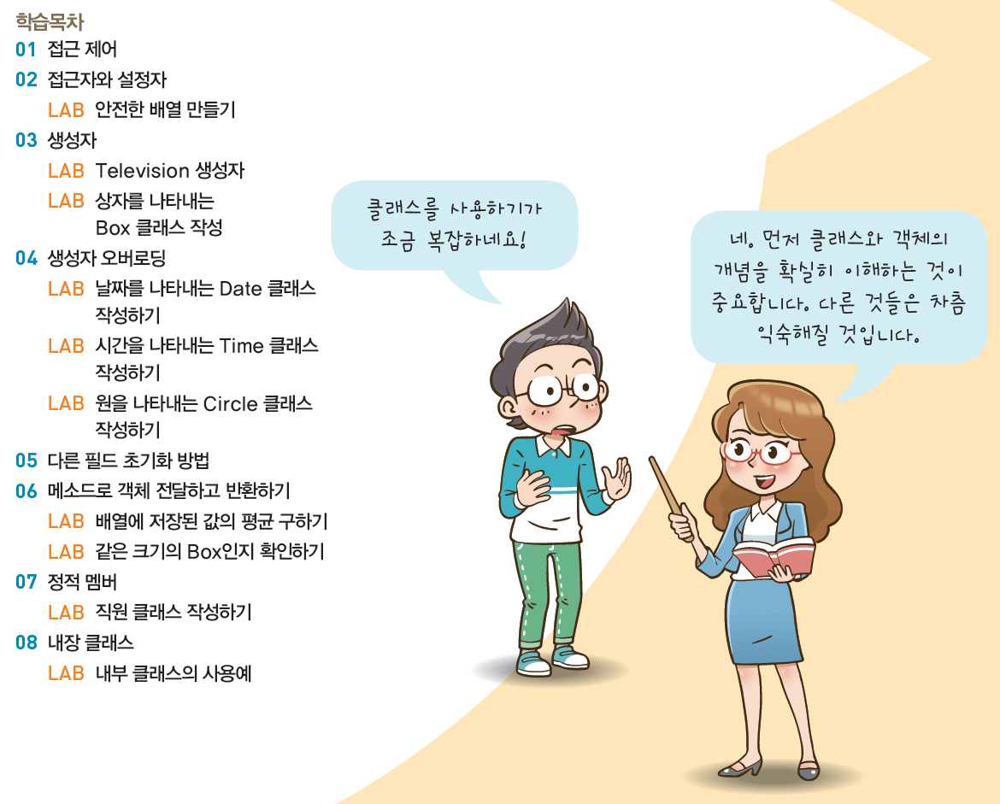 학습목차
01 접근 제어
02 접근자와 설정자
LAB 안전한 배열 만들기
03 생성자
LAB Television 생성자
LAB 상자를 나타내는
Box 클래스 작성
04 생성자 오버로딩
LAB 날짜를 나타내는 Date 클래스
작성하기
LAB 시간을 나타내는 Time 클래스
작성하기
LAB 원을 나타내는 Circle 클래스
작성하기
05 다른 필드 초기화 방법
06 메소드로 객체 전달하고 반환하기
LAB 배열에 저장된 값의 평균 구하기
LAB 같은 크기의 Box인지 확인하기
07 정적 멤버
LAB 직원 클래스 작성하기
08 내장 클래스
LAB 내부 클래스의 사용예
클래스를 사용하기가
조금 복잡하네요!
네. 먼저 클래스와 객체의
개념을 확실히 이해하는 것이
중요합니다. 다른 것들은 차츰
익숙해질 것입니다.